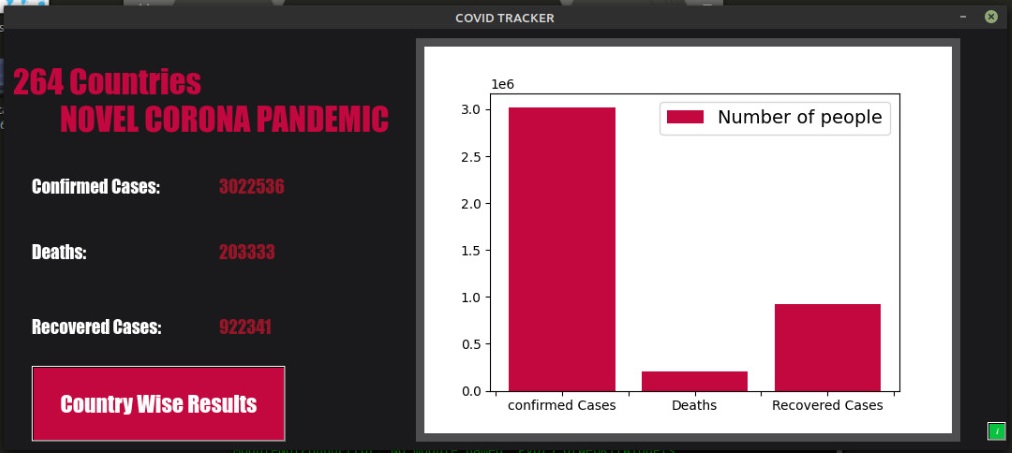 COVID TRACKER
264 Countries
NOVEL CORONA PANDEMIC
Confirmed Cases: 3022536
Deaths: 203333
Recovered Cases: 922341
Country Wise Results
1e6
Number of people
3.0
2.5
2.0
1.5
1.0
0.5
0.0
confirmed Cases Deaths Recovered Cases
i